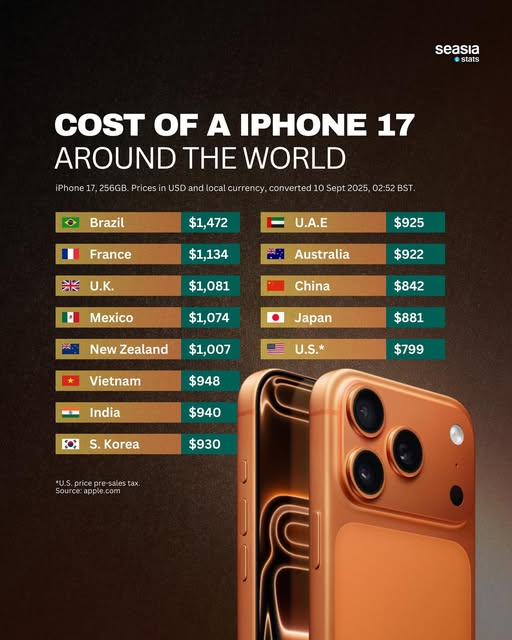 seasia
stats
COST OF A IPHONE 17
AROUND THE WORLD
iPhone 17, 256GB. Prices in USD and local currency, converted 10 Sept 2025, 02:52 BST.
Brazil $1,472
France $1,134
U.K. $1,081
Mexico $1,074
New Zealand $1,007
Vietnam $948
India $940
S. Korea $930
U.A.E $925
Australia $922
China $842
Japan $881
U.S.* $799
*U.S. price pre-sales tax.
Source: apple.com